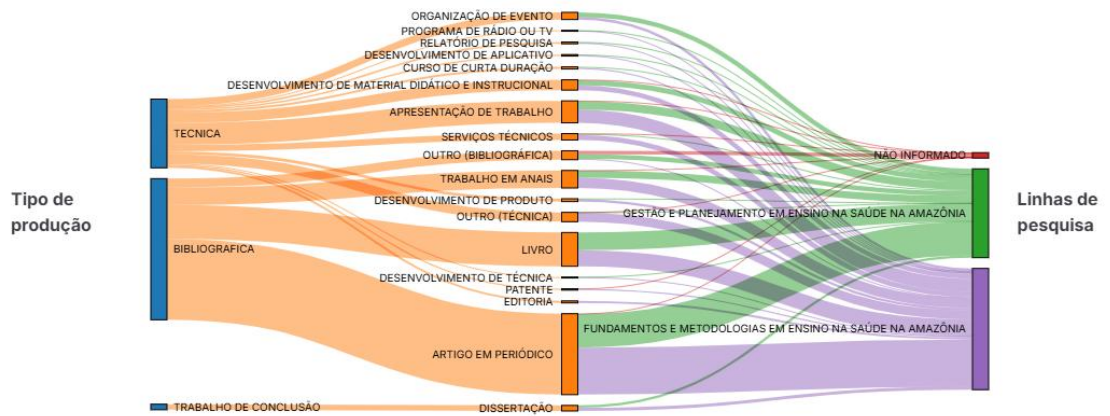 Tipo de
produção
TECNICA
BIBLIOGRAFICA
TRABALHO DE CONCLUSÃO
ORGANIZAÇÃO DE EVENTO
PROGRAMA DE RÁDIO OU TV
RELATÓRIO DE PESQUISA
DESENVOLVIMENTO DE APLICATIVO
CURSO DE CURTA DURAÇÃO
DESENVOLVIMENTO DE MATERIAL DIDÁTICO E INSTRUCIONAL
APRESENTAÇÃO DE TRABALHO
SERVIÇOS TÉCNICOS
OUTRO (BIBLIOGRÁFICA)
TRABALHO EM ANAIS
DESENVOLVIMENTO DE PRODUTO
OUTRO (TÉCNICA)
LIVRO
DESENVOLVIMENTO DE TÉCNICA
PATENTE
EDITORIA
ARTIGO EM PERIÓDICO
DISSERTAÇÃO
NÃO INFORMADO
GESTÃO E PLANEJAMENTO EM ENSINO NA SAÚDE NA AMAZÔNIA
FUNDAMENTOS E METODOLOGIAS EM ENSINO NA SAÚDE NA AMAZÔNIA
Linhas de
pesquisa